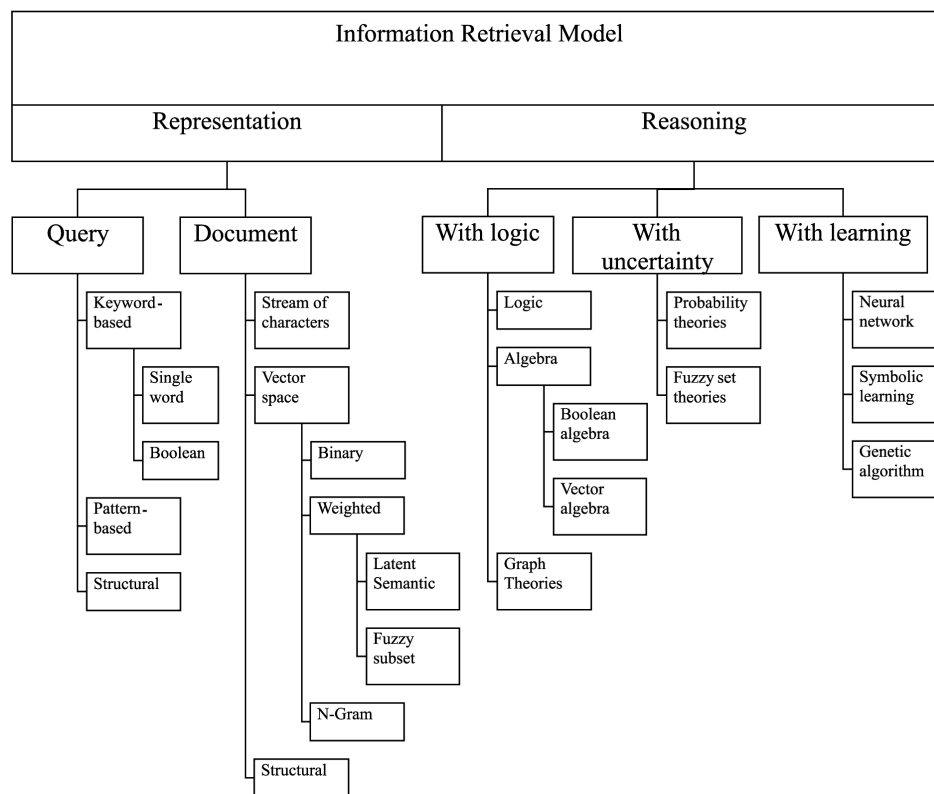 Information Retrieval Model
Representation
Reasoning
Query
Document
With logic
With
uncertainty
With learning
Keyword-
based
Single
word
Boolean
Pattern-
based
Structural
Stream of
characters
Vector
space
Binary
Weighted
Latent
Semantic
Fuzzy
subset
N-Gram
Structural
Logic
Algebra
Boolean
algebra
Vector
algebra
Graph
Theories
Probability
theories
Fuzzy set
theories
Neural
network
Symbolic
learning
Genetic
algorithm